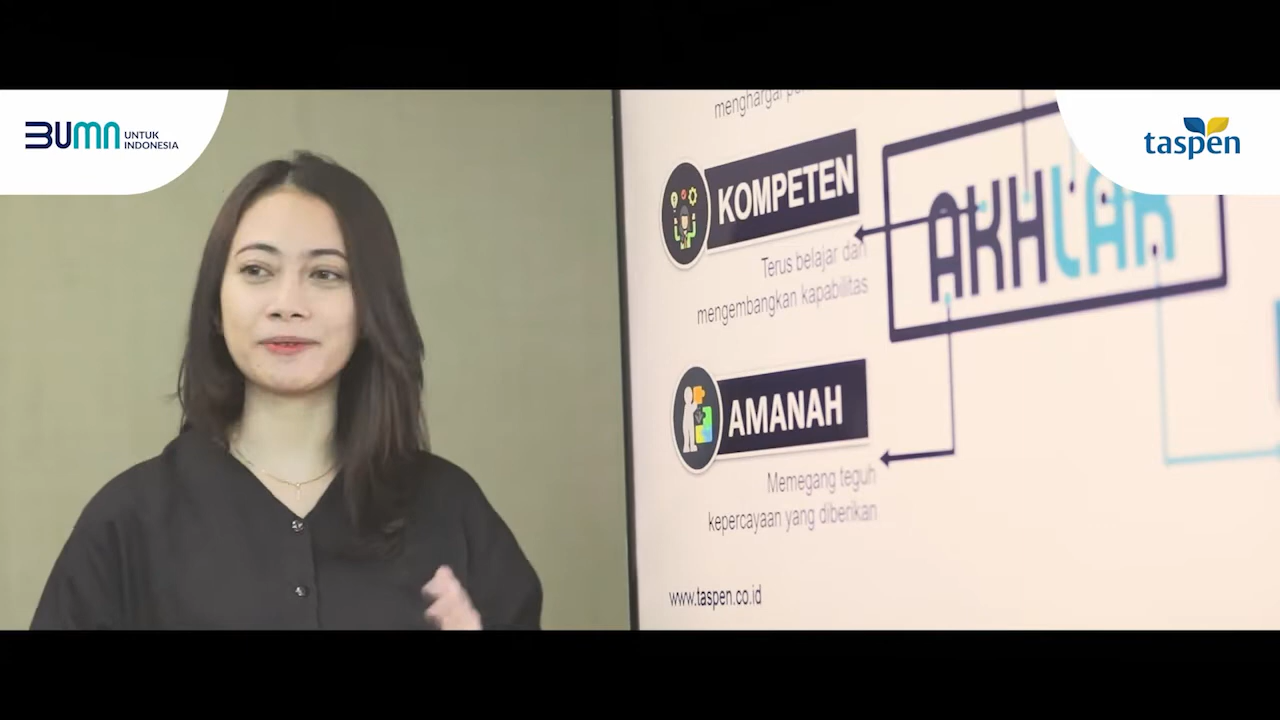 BUMN UNTUK
INDONESIA
taspen
menghargai
KOMPETEN
Terus belajar dan
mengembangkan kapabilitas
AKHLAK
AMANAH
Memegang teguh
kepercayaan yang diberikan
www.taspen.co.id